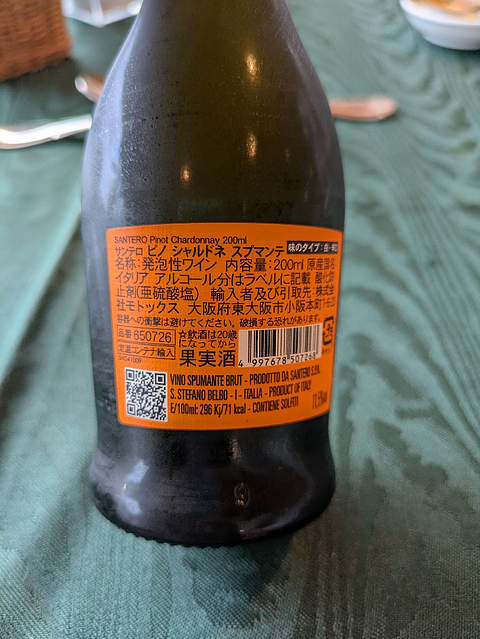 SANTERO Pinot Chardonnay 200ml
サンテロ ピノ シャルドネ スプマンテ 味のタイプ:白・辛口
名称:発泡性ワイン 内容量:200ml 原産国名
イタリア アルコール分はラベルに記載 酸化防
止剤(亜硫酸塩) 輸入者及び引取先:株式会
社モトックス 大阪府東大阪市小阪本町1-6-20
容器への衝撃は避けてください。破損する恐れがあります。
品番 650726 ☆飲酒は20歳
になってから
定温コンテナ輸入 果実酒
4 997678 507268
VINO SPUMANTE BRUT - PRODOTTO DA SANTERO S.P.A.
S. STEFANO BELBO - I - ITALIA - PRODUCT OF ITALY
E/100ml: 296 Kj/71 kcal - CONTIENE SOLFITI